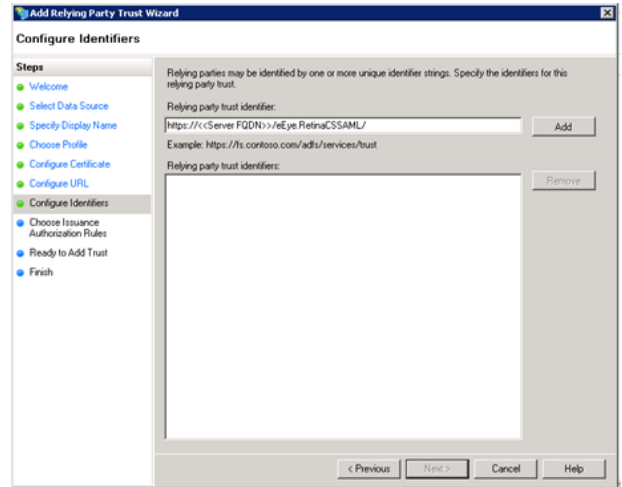 Add Relying Party Trust Wizard
Configure Identifiers
Steps
Welcome
Select Data Source
Specify Display Name
Choose Profile
Configure Certificate
Configure URL
Configure Identifiers
Choose Issuance
Authorization Rules
Ready to Add Trust
Finish
Relying parties may be identified by one or more unique identifier strings. Specify the identifiers for this
relying party trust.
Relying party trust identifier:
https://<<Server FQDN>>/eEye.RetinaCSSAML/
Add
Example: https://fs.contoso.com/adfs/services/trust
Relying party trust identifiers:
Remove
< Previous
Next >
Cancel
Help